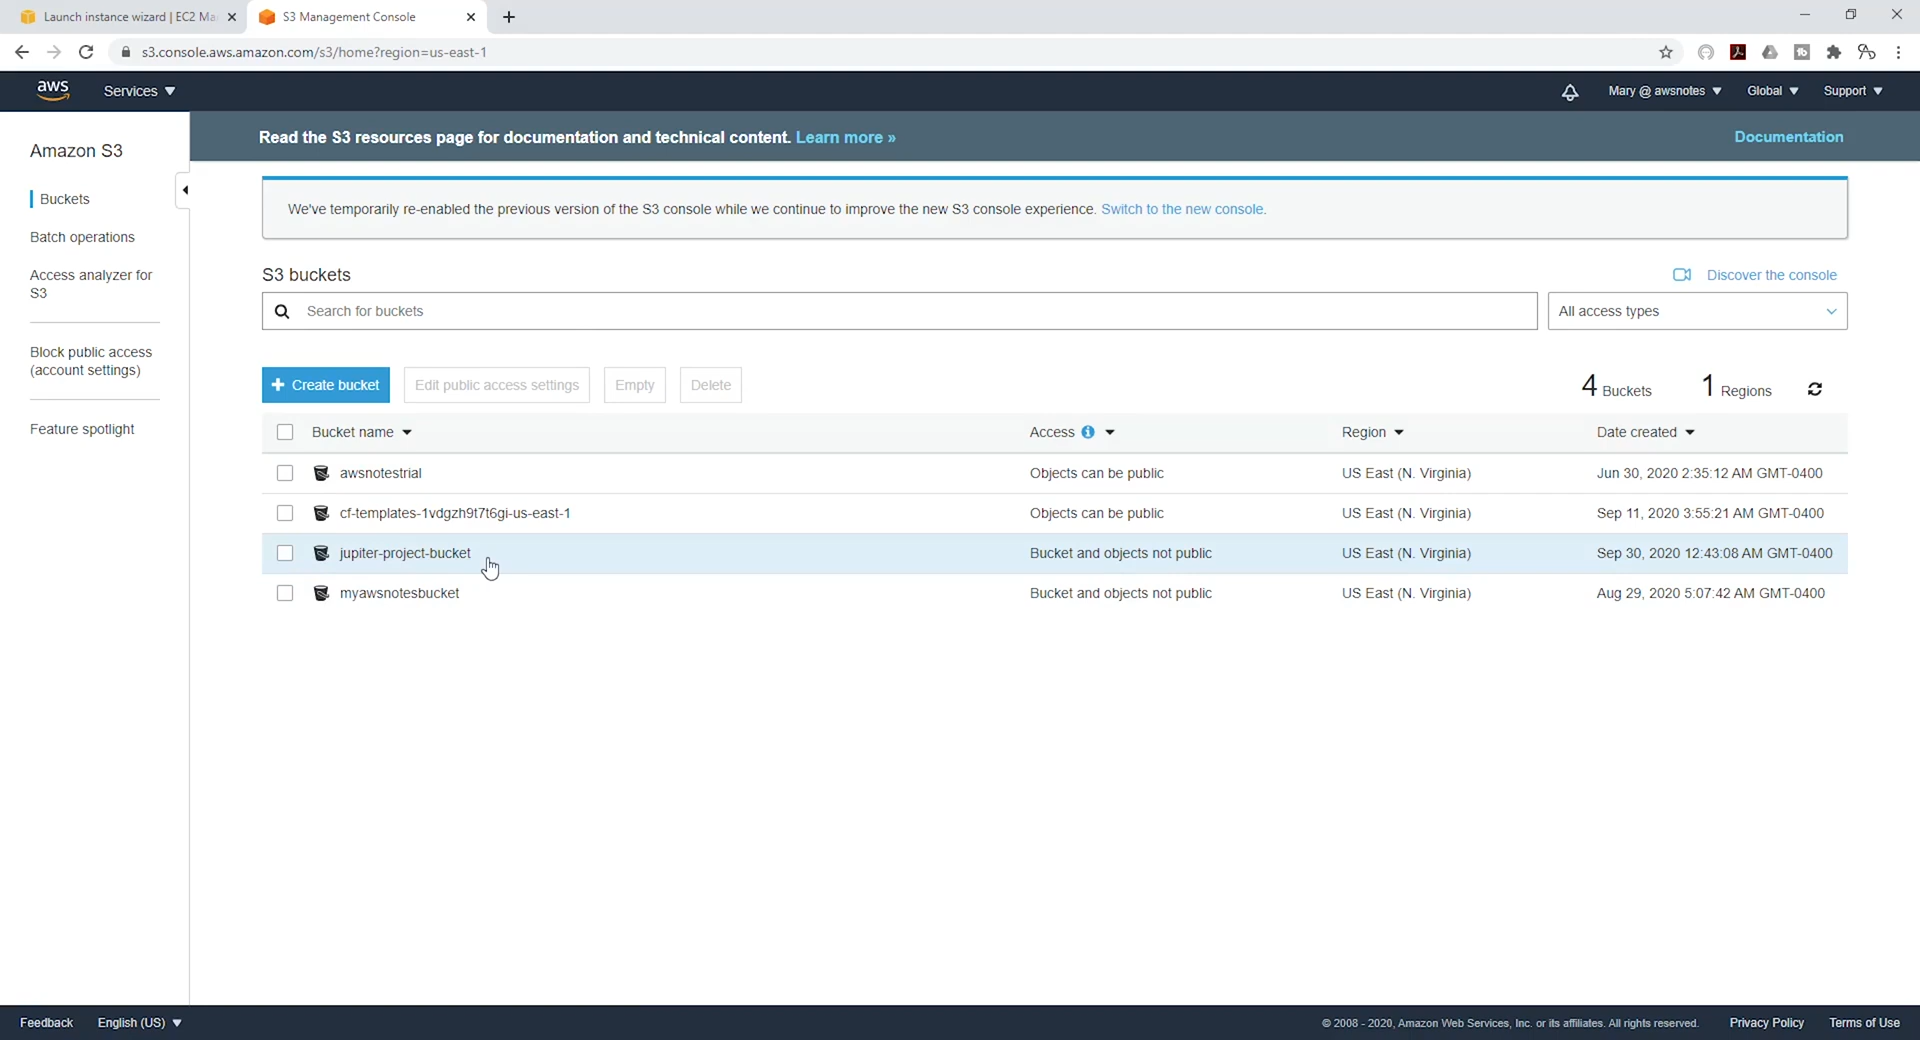 Launch instance wizard | EC2 Ma
S3 Management Console
s3.console.aws.amazon.com/s3/home?region=us-east-1
aws
Services
Mary @ awsnotes
Global
Support
Read the S3 resources page for documentation and technical content. Learn more »
Documentation
Amazon S3
Buckets
Batch operations
Access analyzer for
S3
Block public access
(account settings)
Feature spotlight
We've temporarily re-enabled the previous version of the S3 console while we continue to improve the new S3 console experience. Switch to the new console.
S3 buckets
Discover the console
Search for buckets
All access types
+ Create bucket
Edit public access settings
Empty
Delete
4 Buckets
1 Regions
Bucket name
Access
Region
Date created
awsnotestrial
Objects can be public
US East (N. Virginia)
Jun 30, 2020 2:35:12 AM GMT-0400
cf-templates-1vdgzh9t7t6gi-us-east-1
Objects can be public
US East (N. Virginia)
Sep 11, 2020 3:55:21 AM GMT-0400
jupiter-project-bucket
Bucket and objects not public
US East (N. Virginia)
Sep 30, 2020 12:43:08 AM GMT-0400
myawsnotesbucket
Bucket and objects not public
US East (N. Virginia)
Aug 29, 2020 5:07:42 AM GMT-0400
Feedback
English (US)
© 2008 - 2020, Amazon Web Services, Inc. or its affiliates. All rights reserved.
Privacy Policy
Terms of Use